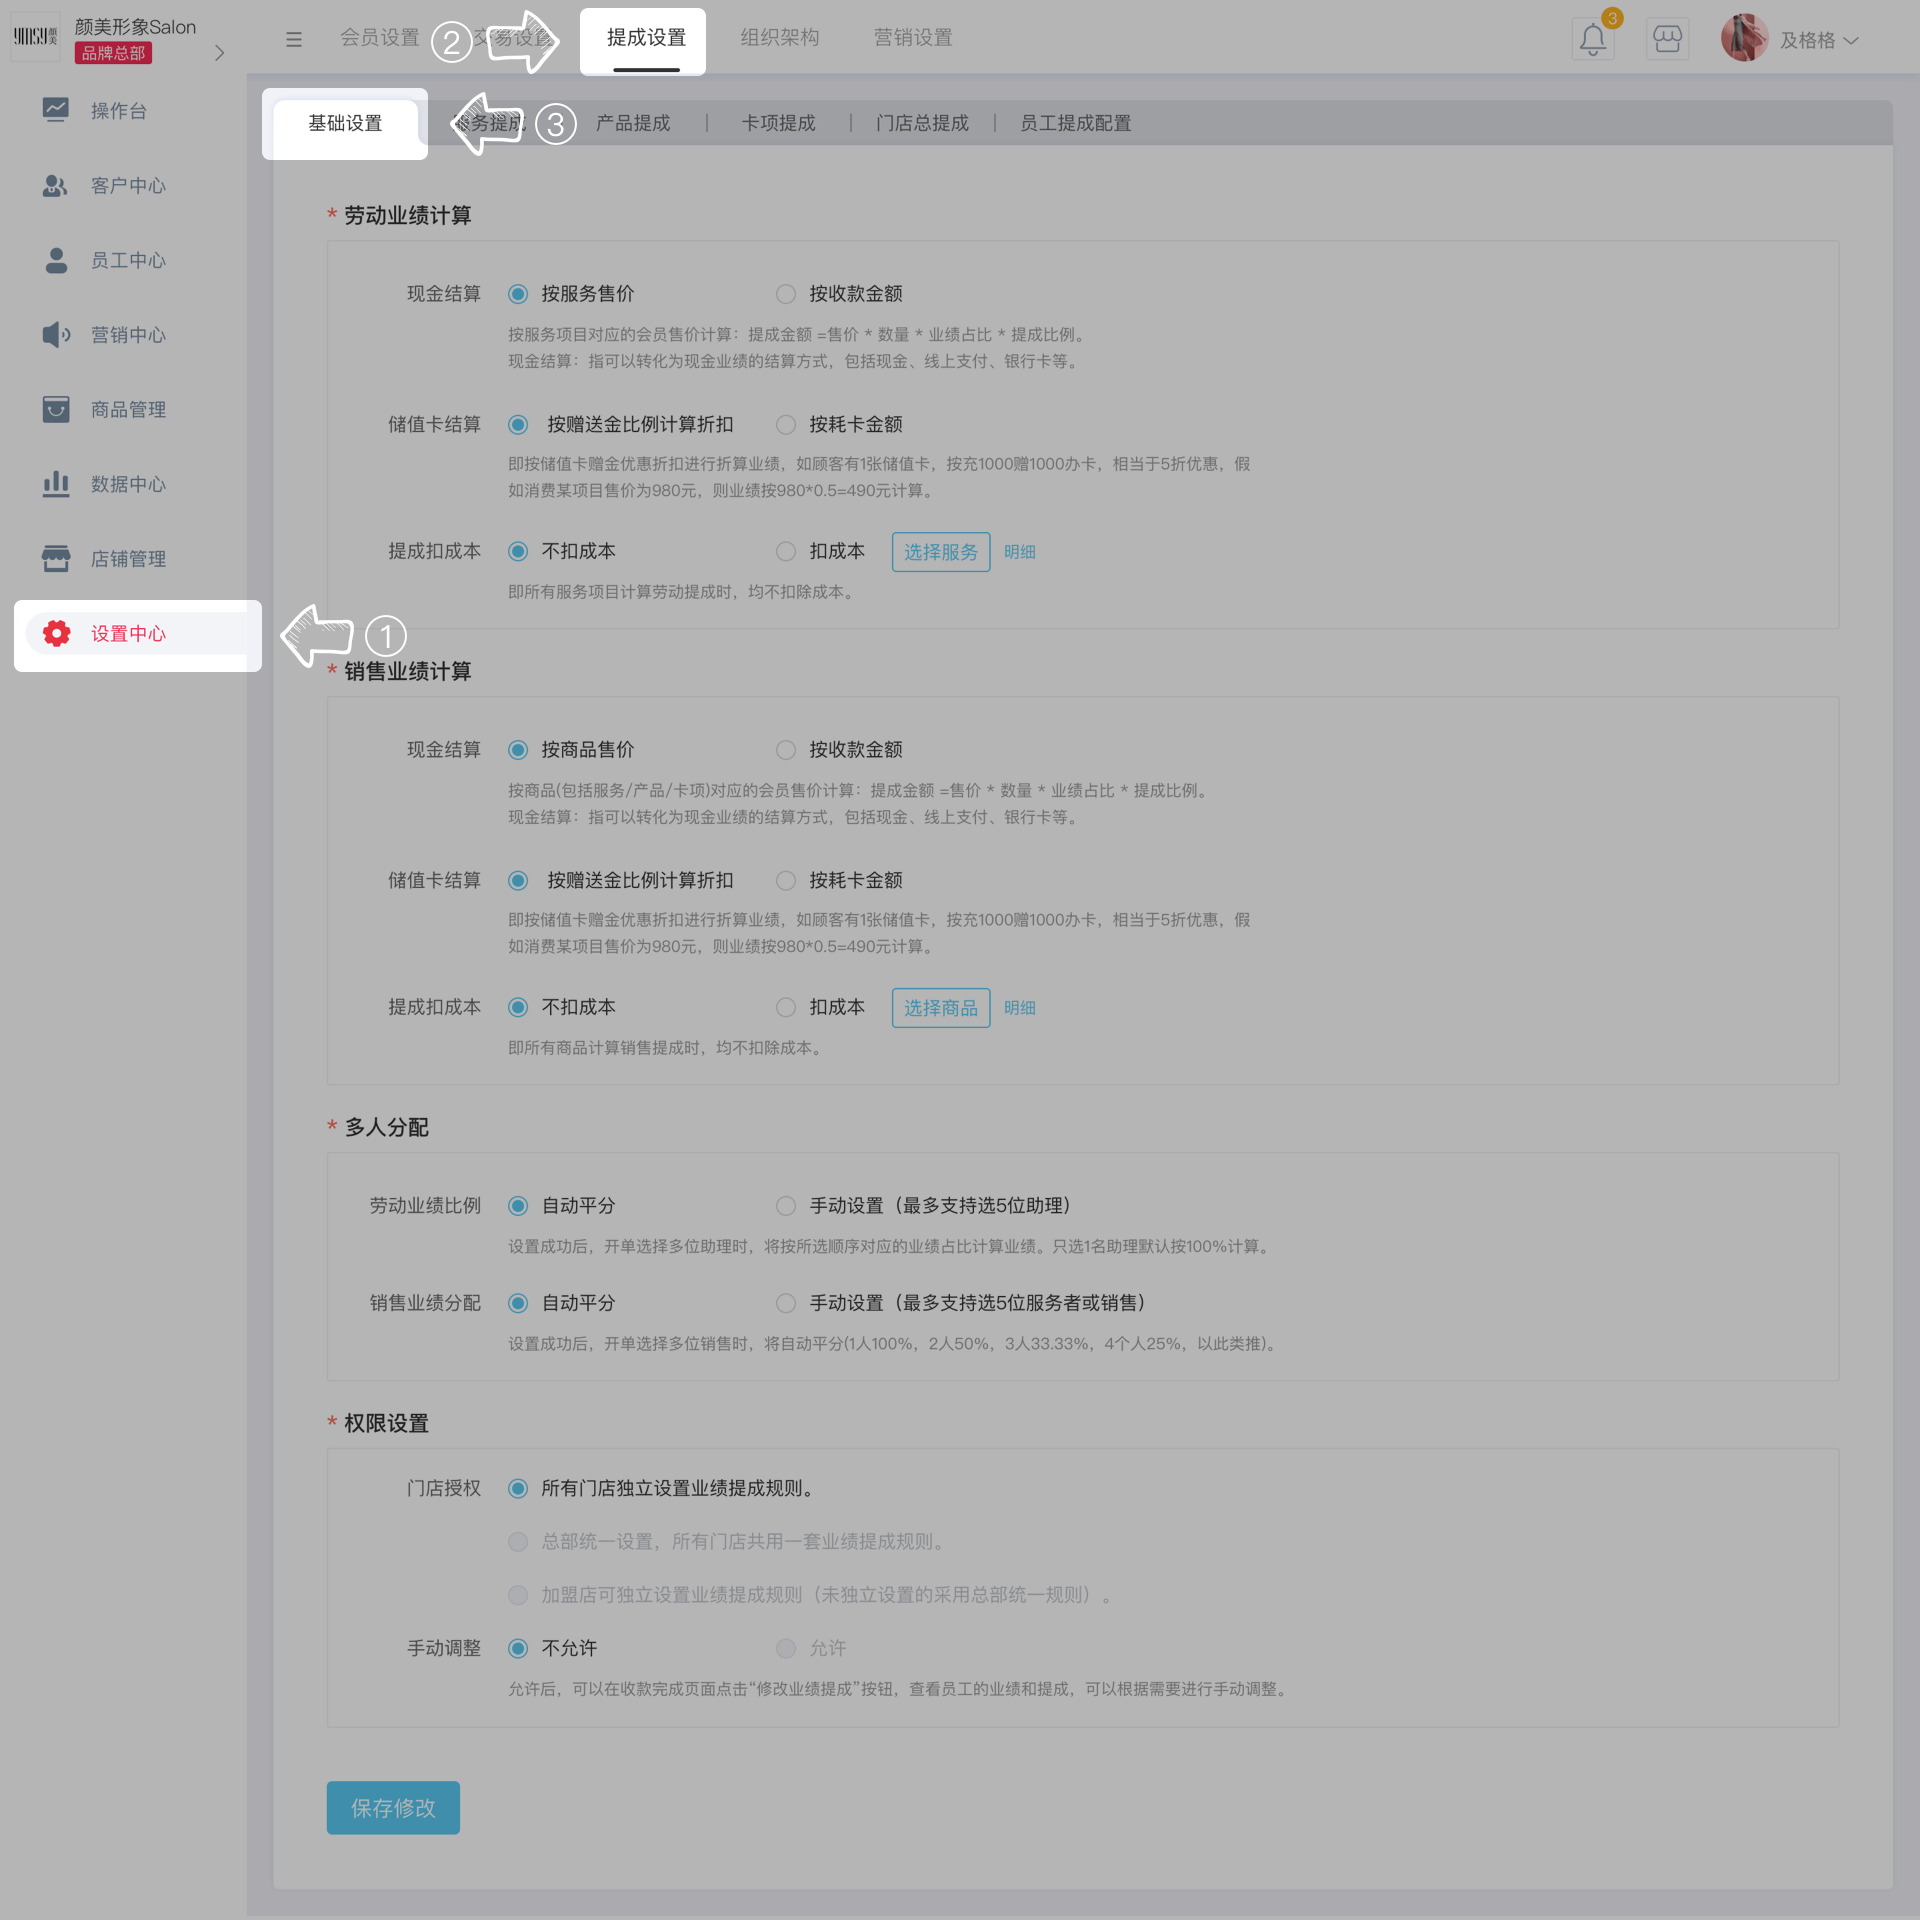 颜美形象Salon
品牌总部
会员设置
②
交易设置
提成设置
组织架构
营销设置
3
及格格
操作台
客户中心
员工中心
营销中心
商品管理
数据中心
店铺管理
设置中心
①
基础设置
服务提成
③
产品提成
卡项提成
门店总提成
员工提成配置
* 劳动业绩计算
现金结算 按服务售价 按收款金额
按服务项目对应的会员售价计算：提成金额 =售价 * 数量 * 业绩占比 * 提成比例。
现金结算：指可以转化为现金业绩的结算方式，包括现金、线上支付、银行卡等。
储值卡结算 按赠送金比例计算折扣 按耗卡金额
即按储值卡赠金优惠折扣进行折算业绩，如顾客有1张储值卡，按充1000赠1000办卡，相当于5折优惠，假
如消费某项目售价为980元，则业绩按980*0.5=490元计算。
提成扣成本 不扣成本 扣成本 选择服务 明细
即所有服务项目计算劳动提成时，均不扣除成本。
* 销售业绩计算
现金结算 按商品售价 按收款金额
按商品(包括服务/产品/卡项)对应的会员售价计算：提成金额 =售价 * 数量 * 业绩占比 * 提成比例。
现金结算：指可以转化为现金业绩的结算方式，包括现金、线上支付、银行卡等。
储值卡结算 按赠送金比例计算折扣 按耗卡金额
即按储值卡赠金优惠折扣进行折算业绩，如顾客有1张储值卡，按充1000赠1000办卡，相当于5折优惠，假
如消费某项目售价为980元，则业绩按980*0.5=490元计算。
提成扣成本 不扣成本 扣成本 选择商品 明细
即所有商品计算销售提成时，均不扣除成本。
* 多人分配
劳动业绩比例 自动平分 手动设置（最多支持选5位助理）
设置成功后，开单选择多位助理时，将按所选顺序对应的业绩占比计算业绩。只选1名助理默认按100%计算。
销售业绩分配 自动平分 手动设置（最多支持选5位服务者或销售）
设置成功后，开单选择多位销售时，将自动平分(1人100%，2人50%，3人33.33%，4个人25%，以此类推)。
* 权限设置
门店授权 所有门店独立设置业绩提成规则。
总部统一设置，所有门店共用一套业绩提成规则。
加盟店可独立设置业绩提成规则（未独立设置的采用总部统一规则）。
手动调整 不允许 允许
允许后，可以在收款完成页面点击“修改业绩提成”按钮，查看员工的业绩和提成，可以根据需要进行手动调整。
保存修改